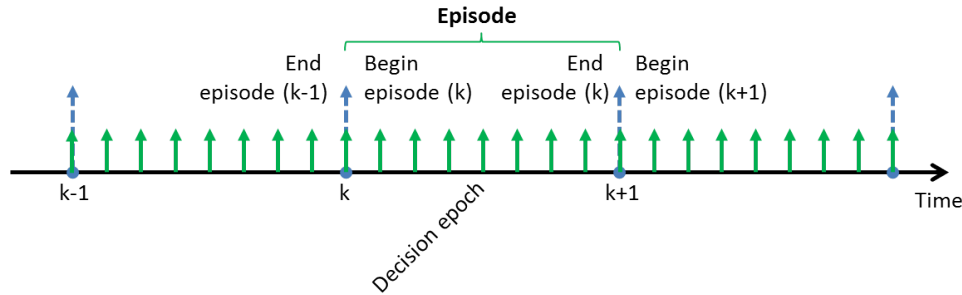 Episode
End
episode (k-1)
Begin
episode (k)
End
episode (k)
Begin
episode (k+1)
k-1
k
k+1
Time
Decision epoch